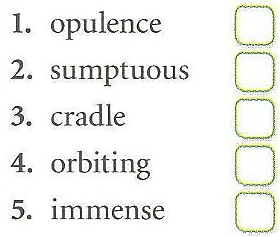 1. opulence
2. sumptuous
3. cradle
4. orbiting
5. immense